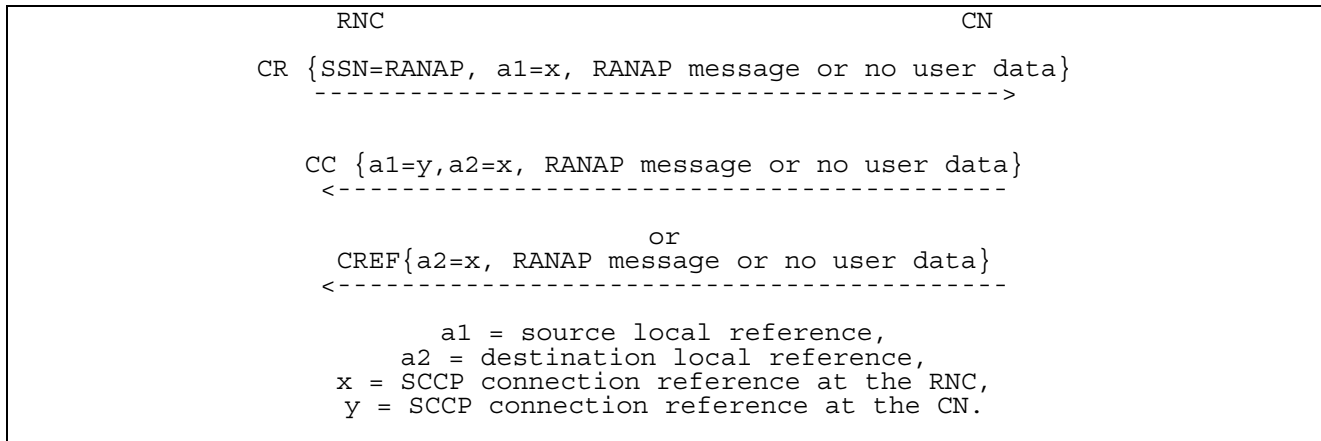 RNC CN
CR {SSN=RANAP, a1=x, RANAP message or no user data}
------------------------------------------->
CC {a1=y,a2=x, RANAP message or no user data}
<------------------------------------------
or
CREF{a2=x, RANAP message or no user data}
<------------------------------------------
a1 = source local reference,
a2 = destination local reference,
x = SCCP connection reference at the RNC,
y = SCCP connection reference at the CN.